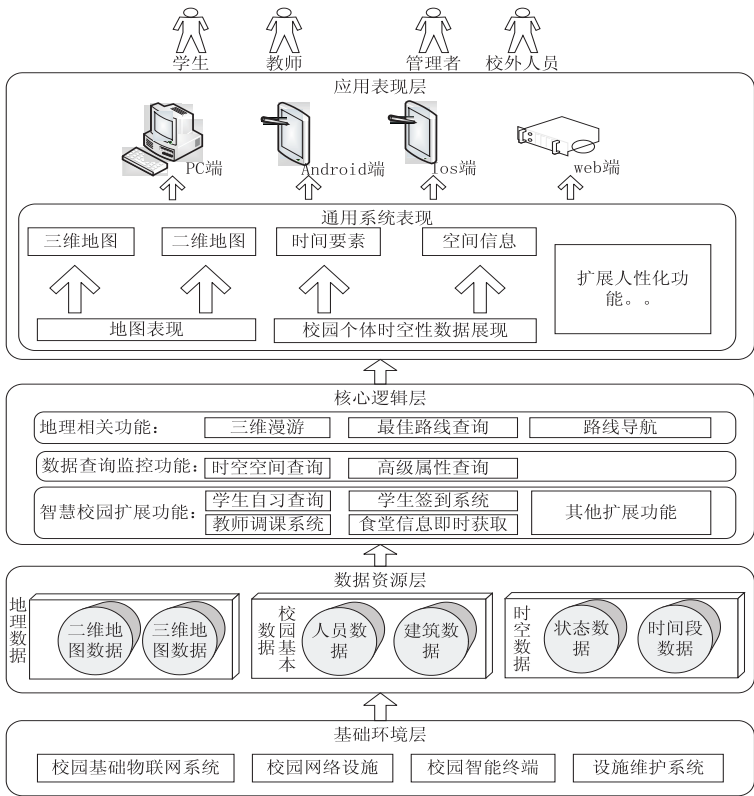 学生
教师
管理者
校外人员
应用表现层
PC端
Android端
Ios端
web端
通用系统表现
三维地图
二维地图
时间要素
空间信息
扩展人性化功
能。。
地图表现
校园个体时空性数据展现
核心逻辑层
地理相关功能：
三维漫游
最佳路线查询
路线导航
数据查询监控功能：
时空空间查询
高级属性查询
智慧校园扩展功能：
学生自习查询
学生签到系统
教师调课系统
食堂信息即时获取
其他扩展功能
数据资源层
地理数据
二维地
图数据
三维地
图数据
校园基本
数据
人员数
据
建筑数
据
时空数据
状态数
据
时间段
数据
基础环境层
校园基础物联网系统
校园网络设施
校园智能终端
设施维护系统